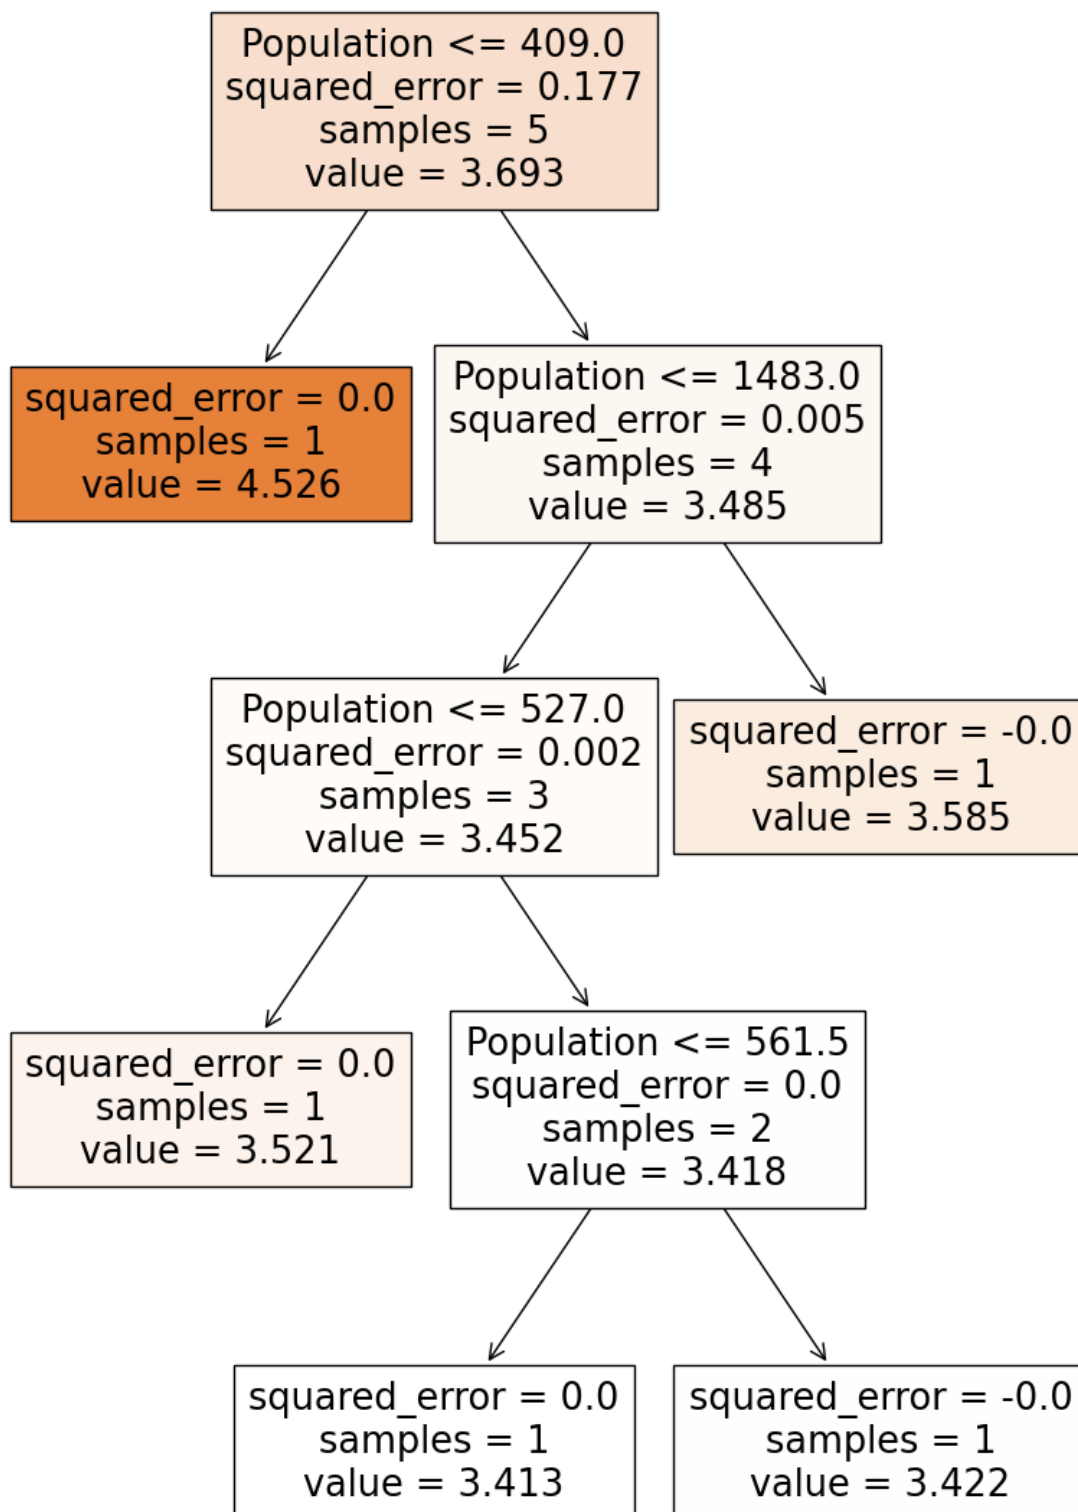 Population <= 409.0
squared_error = 0.177
samples = 5
value = 3.693
squared_error = 0.0
samples = 1
value = 4.526
Population <= 1483.0
squared_error = 0.005
samples = 4
value = 3.485
Population <= 527.0
squared_error = 0.002
samples = 3
value = 3.452
squared_error = -0.0
samples = 1
value = 3.585
squared_error = 0.0
samples = 1
value = 3.521
Population <= 561.5
squared_error = 0.0
samples = 2
value = 3.418
squared_error = 0.0
samples = 1
value = 3.413
squared_error = -0.0
samples = 1
value = 3.422